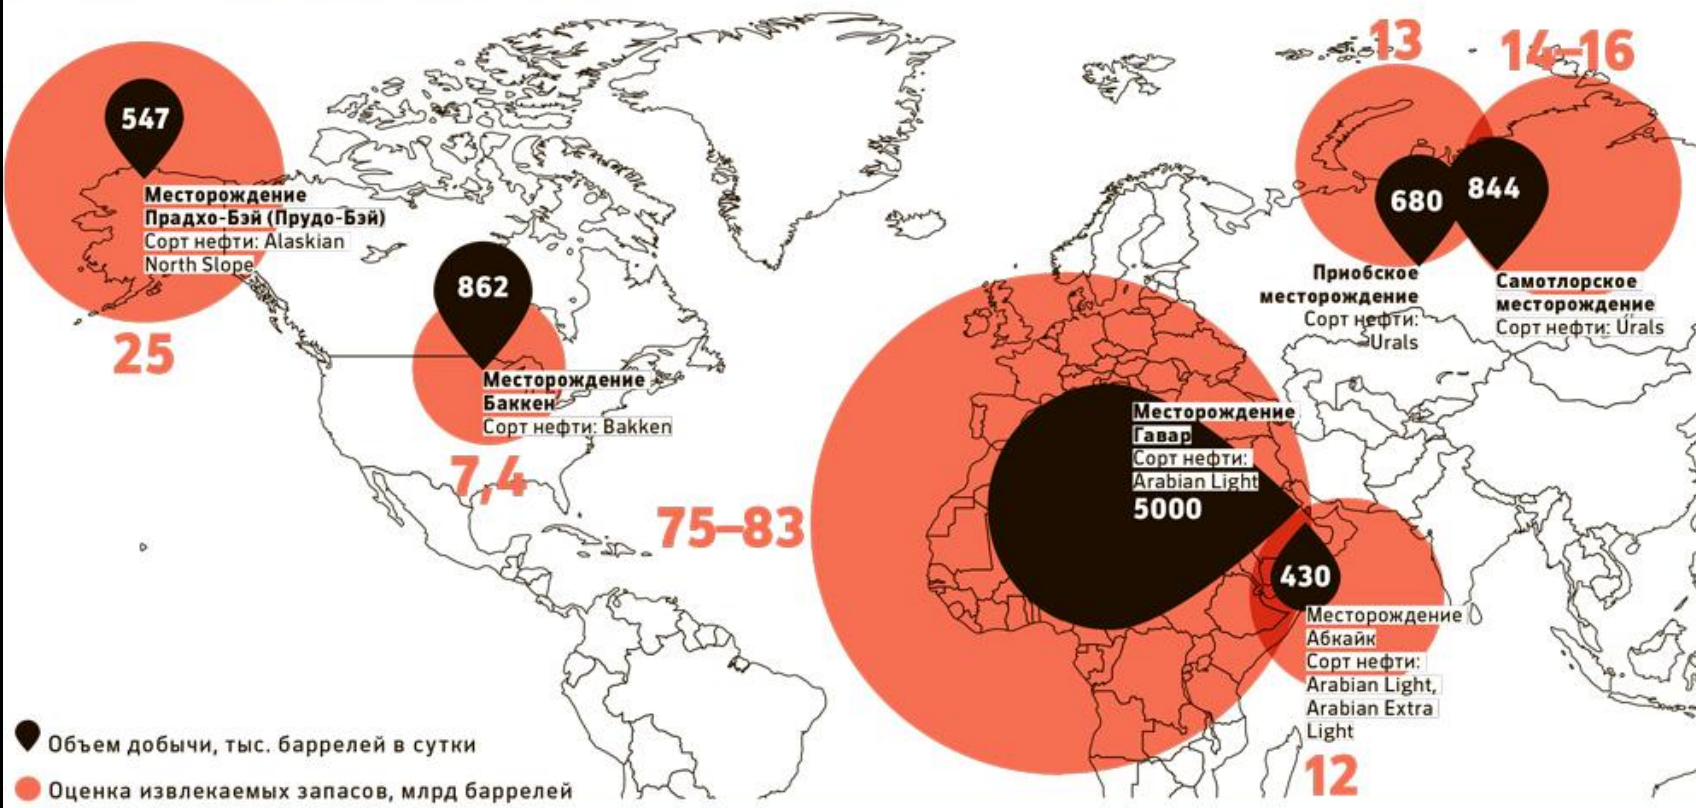 547
Месторождение
Прадхо-Бэй (Прудо-Бэй)
Сорт нефти: Alaskian
North Slope
25
862
Месторождение
Баккен
Сорт нефти: Bakken
7,4
75–83
Месторождение
Гавар
Сорт нефти:
Arabian Light
5000
430
Месторождение
Абкайк
Сорт нефти:
Arabian Light,
Arabian Extra
Light
12
13
680
Приобское
месторождение
Сорт нефти:
Urals
14–16
844
Самотлорское
месторождение
Сорт нефти: Urals
Объем добычи, тыс. баррелей в сутки
Оценка извлекаемых запасов, млрд баррелей